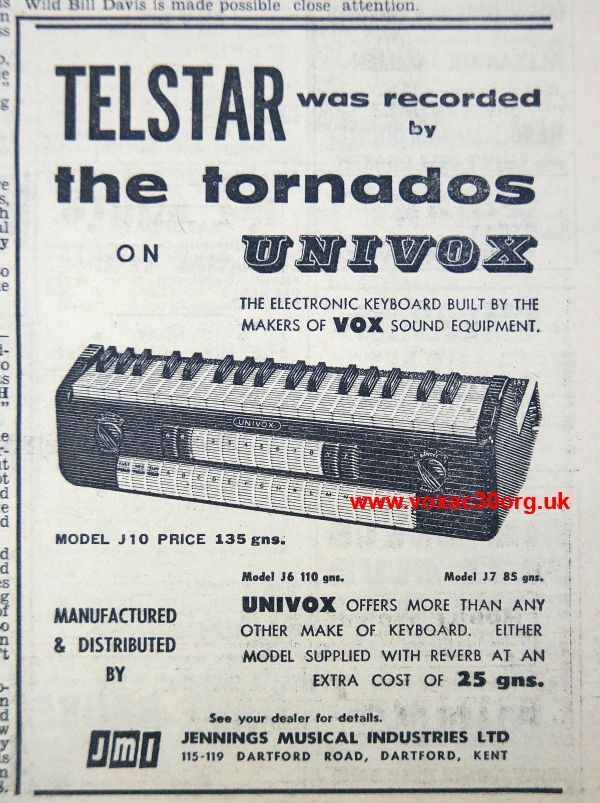 Wild Bill Davis is made possible close attention.
TELSTAR was recorded
by
the tornados
ON UNIVOX
THE ELECTRONIC KEYBOARD BUILT BY THE
MAKERS OF VOX SOUND EQUIPMENT.
UNIVOX
www.voxac30org.uk
MODEL J10 PRICE 135 gns.
Model J6 110 gns. Model J7 85 gns.
MANUFACTURED
& DISTRIBUTED
BY
UNIVOX OFFERS MORE THAN ANY
OTHER MAKE OF KEYBOARD. EITHER
MODEL SUPPLIED WITH REVERB AT AN
EXTRA COST OF 25 gns.
See your dealer for details.
JMI JENNINGS MUSICAL INDUSTRIES LTD
115-119 DARTFORD ROAD, DARTFORD, KENT